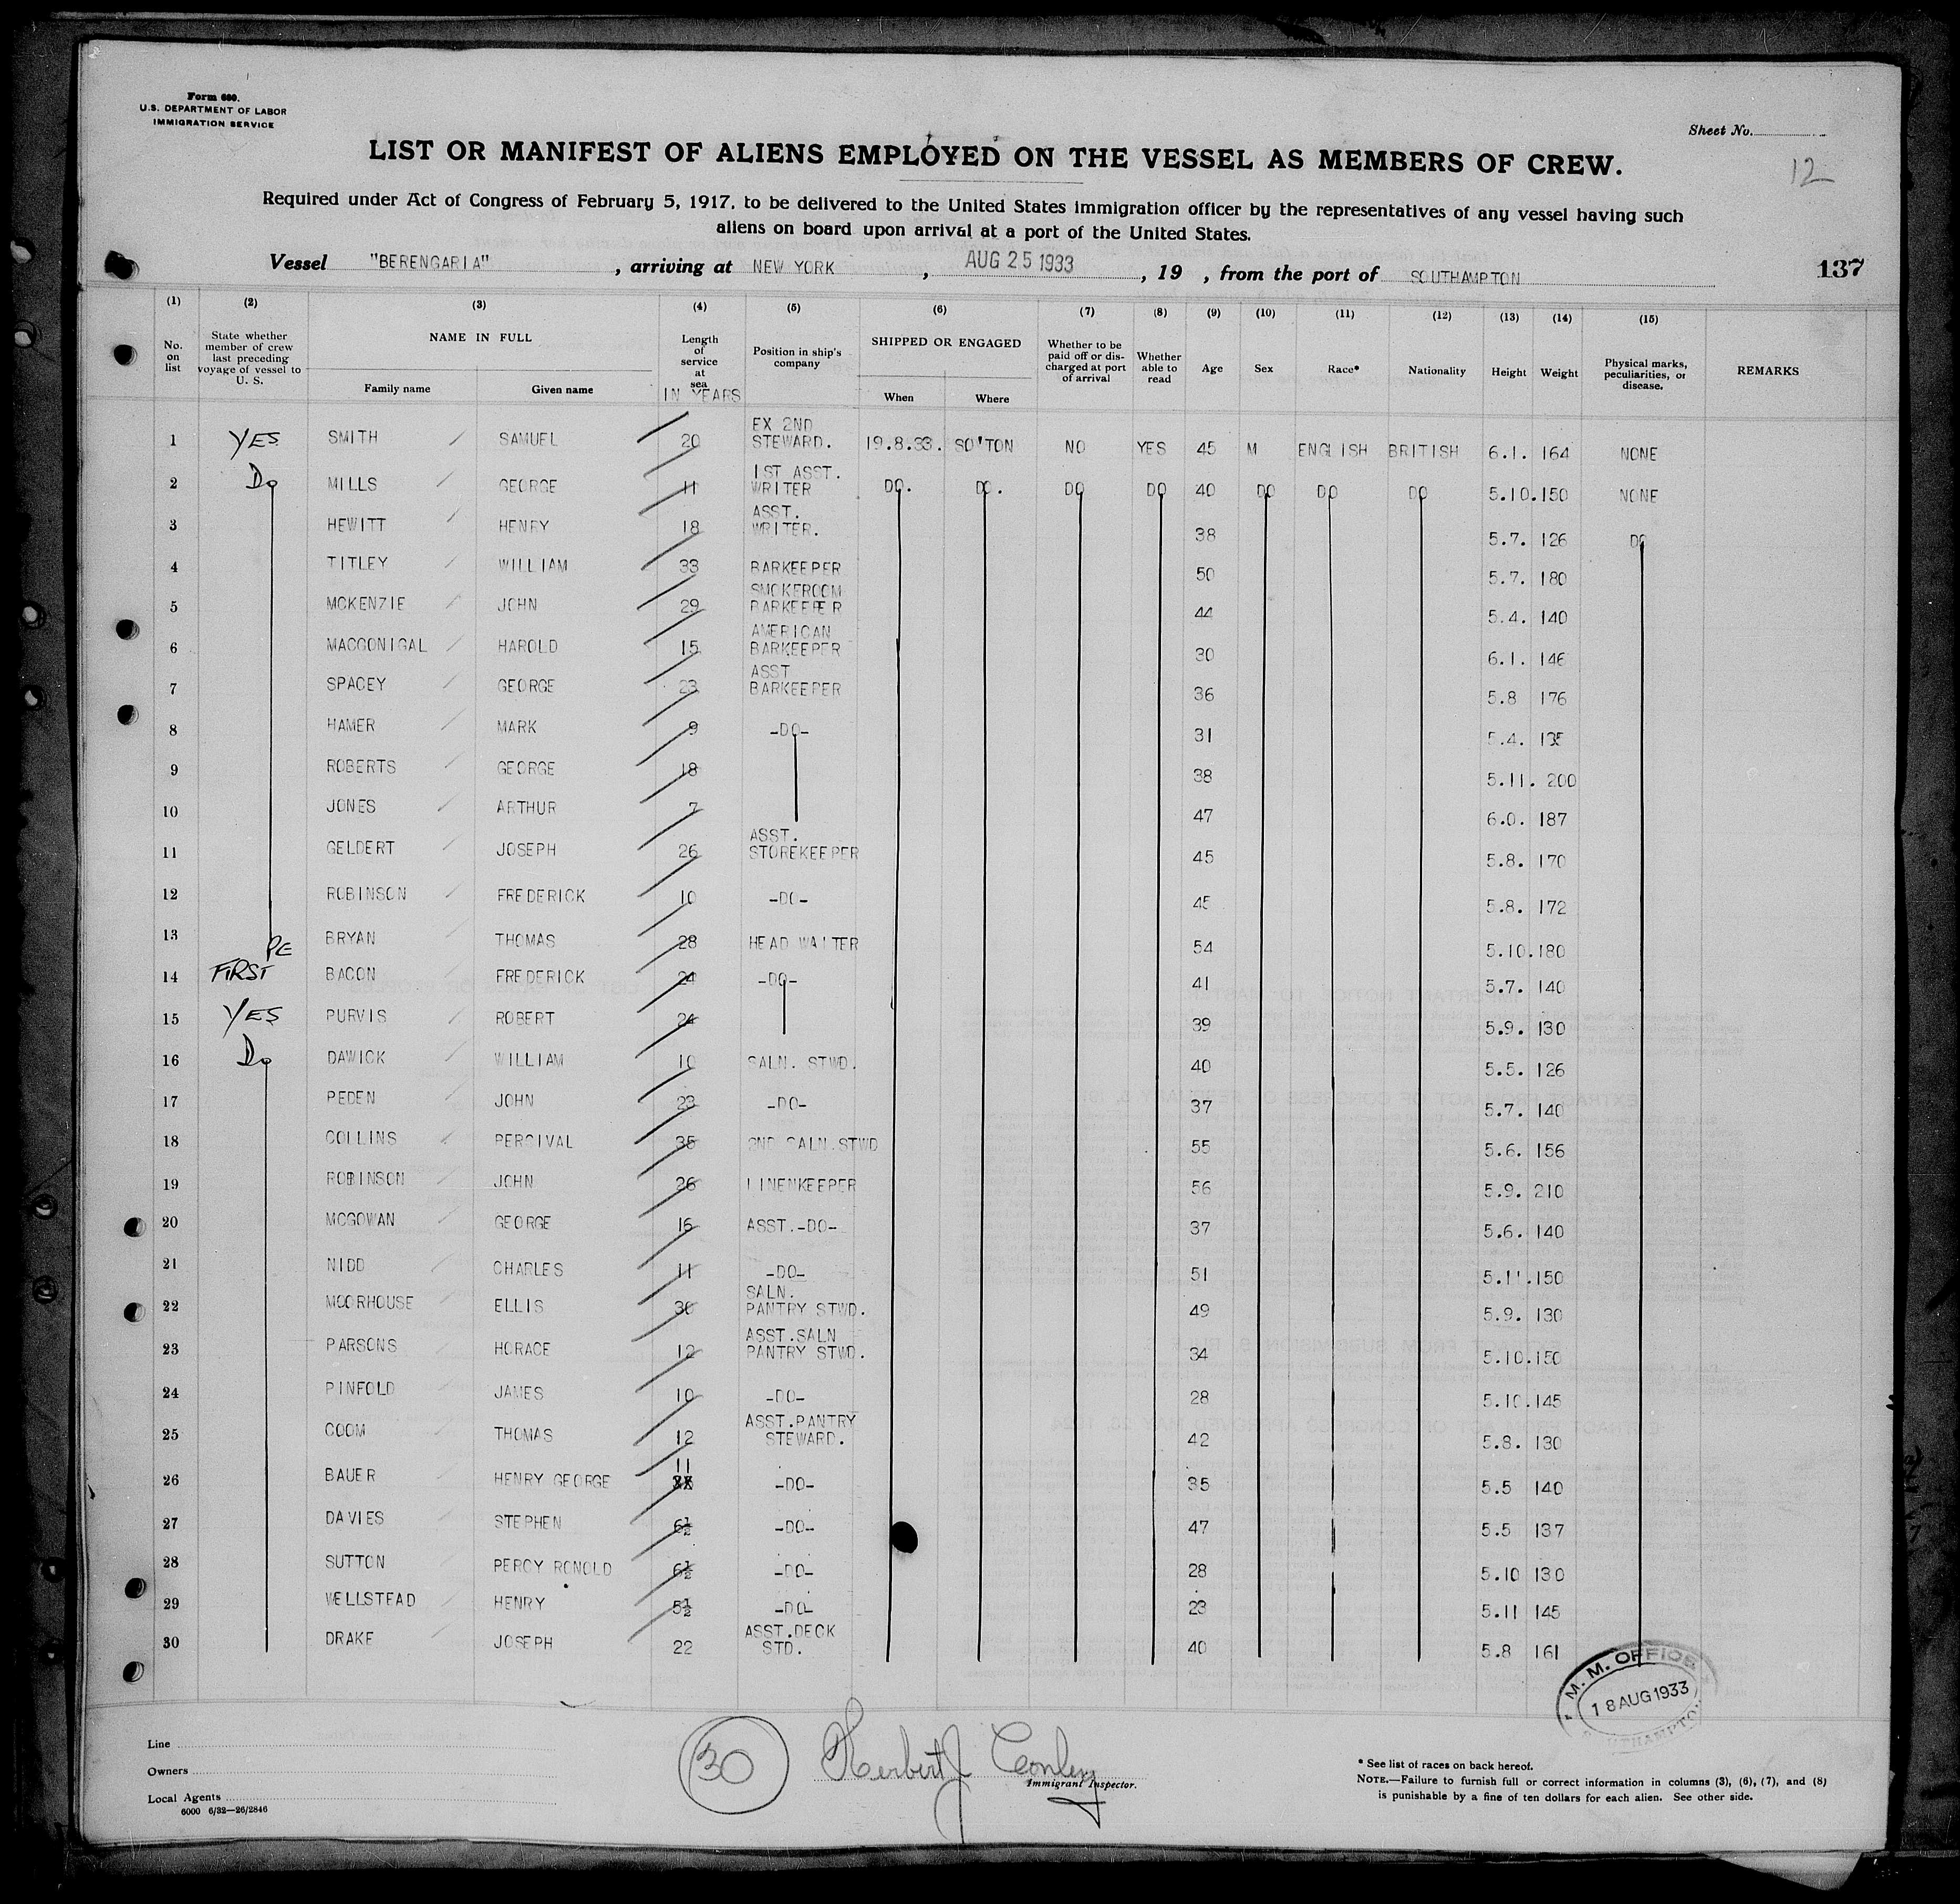 Form 680.
U.S. DEPARTMENT OF LABOR
IMMIGRATION SERVICE
Sheet No.
12
LIST OR MANIFEST OF ALIENS EMPLOYED ON THE VESSEL AS MEMBERS OF CREW.
Required under Act of Congress of February 5, 1917, to be delivered to the United States immigration officer by the representatives of any vessel having such
aliens on board upon arrival at a port of the United States.
Vessel "BERENGARIA", arriving at NEW YORK, AUG 25 1933, 19 , from the port of SOUTHAMPTON 137
(1) (2) (3) (4) (5) (6) (7) (8) (9) (10) (11) (12) (13) (14) (15)
No. on list State whether member of crew last preceding voyage of vessel to U. S. NAME IN FULL Family name Given name Length of service at sea IN YEARS Position in ship's company SHIPPED OR ENGAGED When Where Whether to be paid off or discharged at port of arrival Whether able to read Age Sex Race* Nationality Height Weight Physical marks, peculiarities, or disease. REMARKS
1 YES SMITH SAMUEL 20 EX 2ND STEWARD. 19.8.33. SO'TON NO YES 45 M ENGLISH BRITISH 6.1. 164 NONE
2 Do MILLS GEORGE 11 1ST ASST. WRITER DO. DO. DO DO 40 DO DO DO 5.10. 150 NONE
3 HEWITT HENRY 18 ASST. WRITER. 38 5.7. 126 DO
4 TITLEY WILLIAM 33 BARKEEPER 50 5.7. 180
5 MCKENZIE JOHN 29 SMOKEROOM BARKEEPER 44 5.4. 140
6 MACGONIGAL HAROLD 15 AMERICAN BARKEEPER 30 6.1. 146
7 SPACEY GEORGE 23 ASST BARKEEPER 36 5.8 176
8 HAMER MARK 9 -DO- 31 5.4. 135
9 ROBERTS GEORGE 18 38 5.11. 200
10 JONES ARTHUR 7 47 6.0. 187
11 GELDERT JOSEPH 26 ASST. STOREKEEPER 45 5.8. 170
12 ROBINSON FREDERICK 10 -DO- 45 5.8. 172
13 BRYAN THOMAS 28 HEAD WAITER 54 5.10. 180
14 FIRST BACON FREDERICK 24 -DO- 41 5.7. 140
15 YES PURVIS ROBERT 24 39 5.9. 130
16 Do DAWICK WILLIAM 10 SALN. STWD. 40 5.5. 126
17 PEDEN JOHN 23 -DO- 37 5.7. 140
18 COLLINS PERCIVAL 35 2ND SALN.STWD 55 5.6. 156
19 ROBINSON JOHN 26 LINENKEEPER 56 5.9. 210
20 MCGOWAN GEORGE 16 ASST.-DO- 37 5.6. 140
21 NIDD CHARLES 11 -DO- 51 5.11. 150
22 MOORHOUSE ELLIS 30 SALN. PANTRY STWD. 49 5.9. 130
23 PARSONS HORACE 12 ASST.SALN PANTRY STWD. 34 5.10. 150
24 PINFOLD JAMES 10 -DO- 28 5.10. 145
25 COOM THOMAS 12 ASST.PANTRY STEWARD. 42 5.8. 130
26 BAUER HENRY GEORGE 11 -DO- 35 5.5 140
27 DAVIES STEPHEN 6½ -DO- 47 5.5 137
28 SUTTON PERCY RONOLD 6½ -DO- 28 5.10 130
29 WELLSTEAD HENRY 5½ -DO- 23 5.11 145
30 DRAKE JOSEPH 22 ASST.DECK STD. 40 5.8 161
M. M. OFFICE
18 AUG 1933
SOUTHAMPTON
Line
Owners
Local Agents
6000 6/32—26/2846
30
Herbert J Conley
Immigrant Inspector.
* See list of races on back hereof.
NOTE.—Failure to furnish full or correct information in columns (3), (6), (7), and (8)
is punishable by a fine of ten dollars for each alien. See other side.